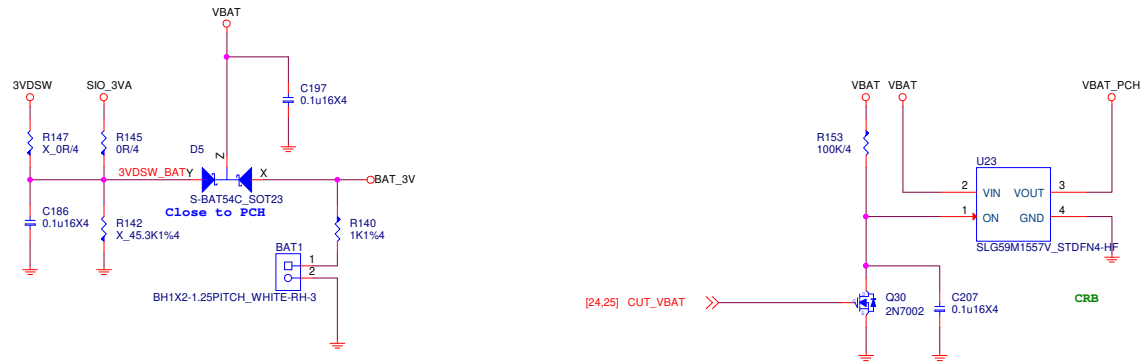 VBAT
3VDSW
SIO_3VA
C197
0.1u16X4
R147
X_0R/4
R145
0R/4
D5
Z
3VDSW_BAT
Y
X
BAT_3V
S-BAT54C_SOT23
Close to PCH
C186
0.1u16X4
R142
X_45.3K1%4
R140
1K1%4
BAT1
1
2
BH1X2-1.25PITCH_WHITE-RH-3
VBAT
VBAT
VBAT_PCH
R153
100K/4
U23
2
VIN
VOUT
3
1
ON
GND
4
SLG59M1557V_STDFN4-HF
[24,25] CUT_VBAT
Q30
2N7002
C207
0.1u16X4
CRB